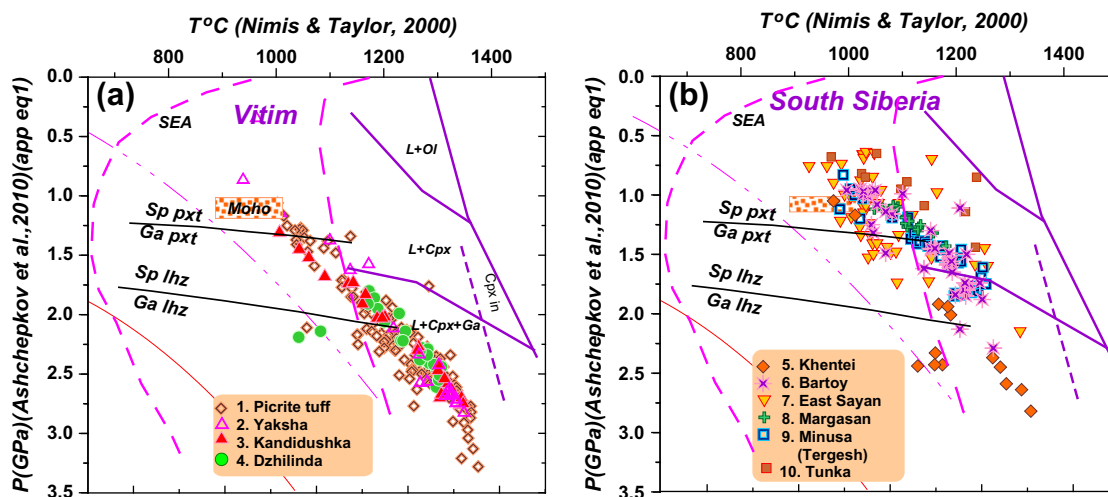 T°C (Nimis & Taylor, 2000)
800 1000 1200 1400
P(GPa)(Ashchepkov et al.,2010)(app eq1)
0.0
0.5
1.0
1.5
2.0
2.5
3.0
3.5
(a)
Vitim
SEA
L+Ol
Moho
Sp pxt
Ga pxt
L+Cpx
Cpx in
Sp lhz
Ga lhz
L+Cpx+Ga
1. Picrite tuff
2. Yaksha
3. Kandidushka
4. Dzhilinda
T°C (Nimis & Taylor, 2000)
800 1000 1200 1400
P(GPa)(Ashchepkov et al.,2010)(app eq1)
0.0
0.5
1.0
1.5
2.0
2.5
3.0
3.5
(b)
South Siberia
SEA
Sp pxt
Ga pxt
Sp lhz
Ga lhz
5. Khentei
6. Bartoy
7. East Sayan
8. Margasan
9. Minusa
(Tergesh)
10. Tunka